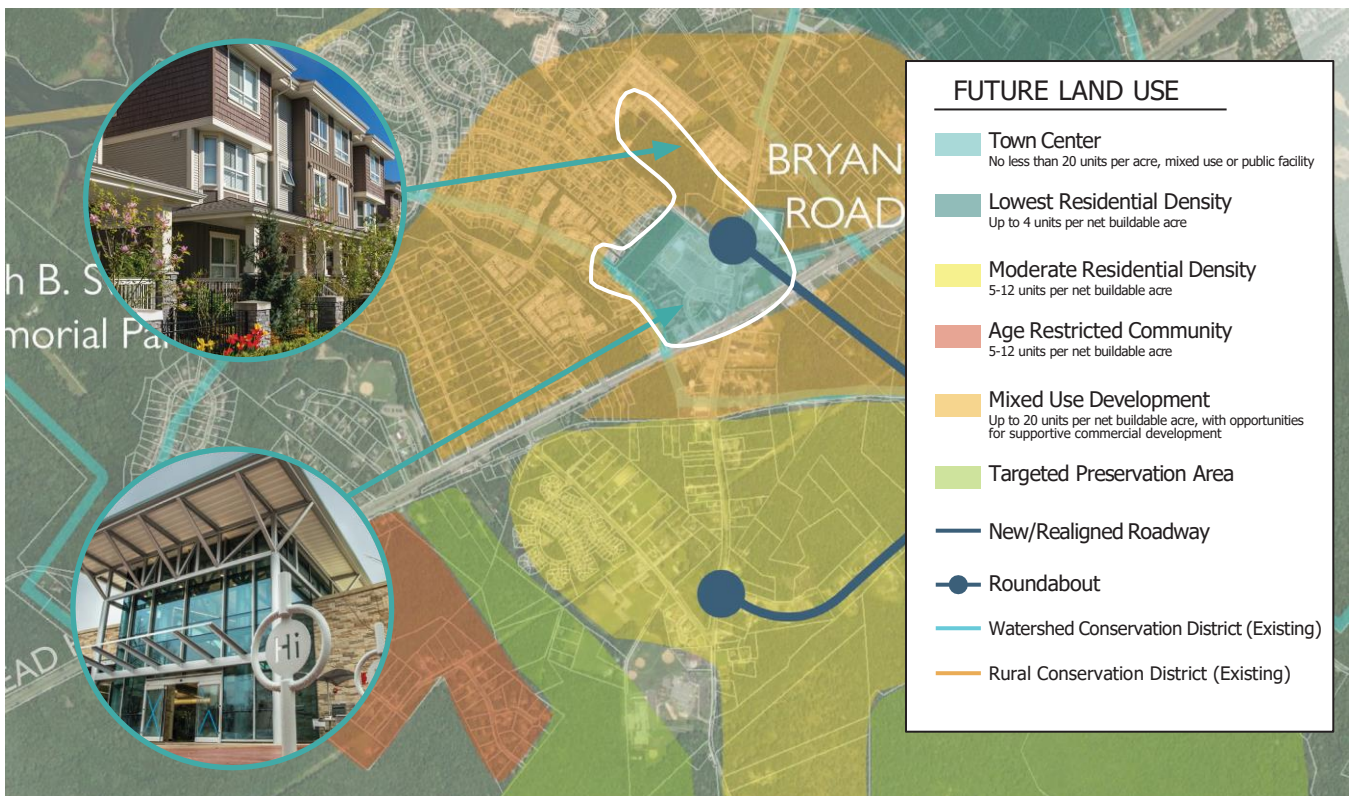 BRYAN
ROAD
h B. S
morial Pa
EAD
Hi
FUTURE LAND USE
Town Center
No less than 20 units per acre, mixed use or public facility
Lowest Residential Density
Up to 4 units per net buildable acre
Moderate Residential Density
5-12 units per net buildable acre
Age Restricted Community
5-12 units per net buildable acre
Mixed Use Development
Up to 20 units per net buildable acre, with opportunities
for supportive commercial development
Targeted Preservation Area
New/Realigned Roadway
Roundabout
Watershed Conservation District (Existing)
Rural Conservation District (Existing)